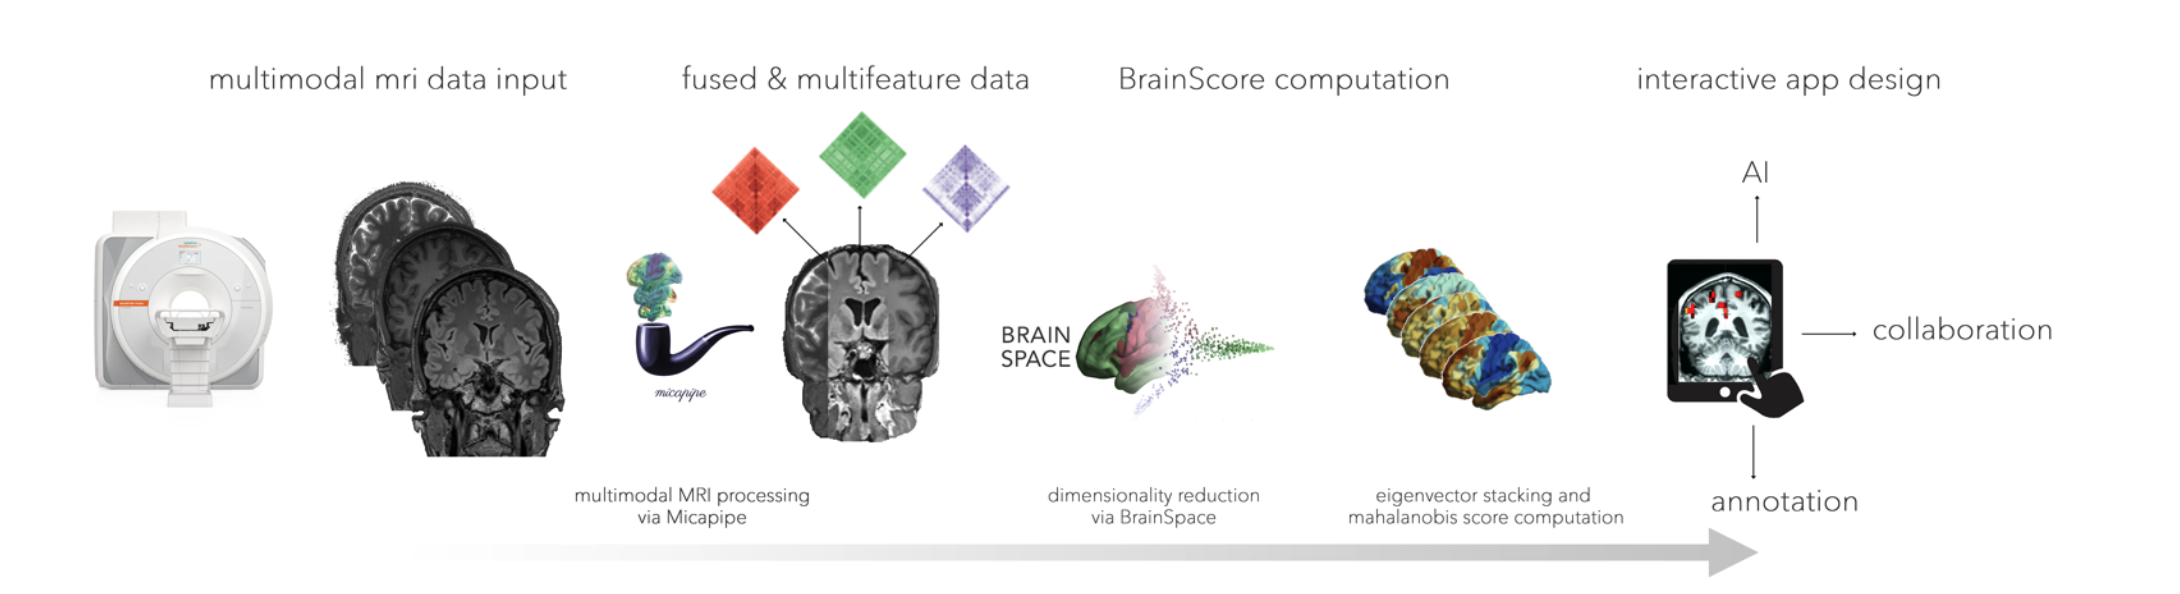 multimodal mri data input
fused & multifeature data
BrainScore computation
interactive app design
AI
BRAIN
SPACE
collaboration
micapipe
multimodal MRI processing
via Micapipe
dimensionality reduction
via BrainSpace
eigenvector stacking and
mahalanobis score computation
annotation